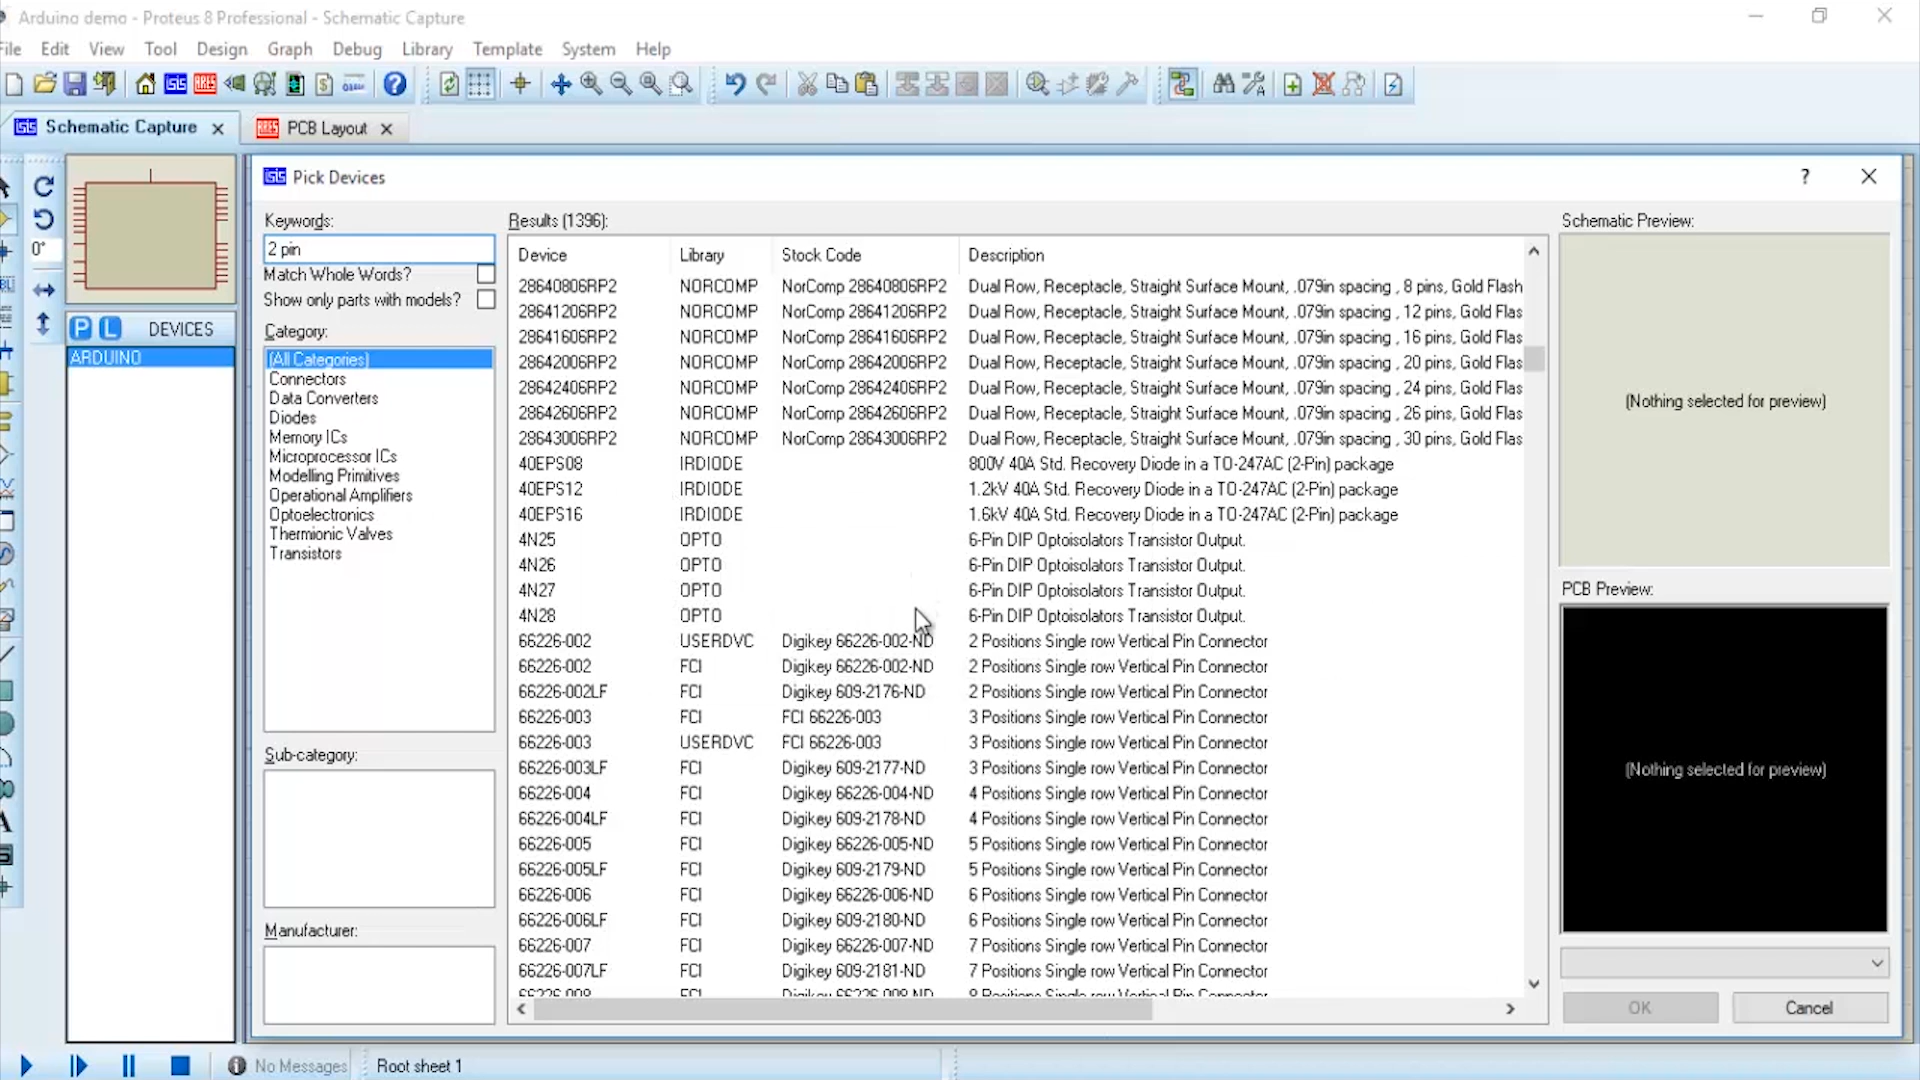 Arduino demo - Proteus 8 Professional - Schematic Capture
File Edit View Tool Design Graph Debug Library Template System Help
Schematic Capture PCB Layout
Pick Devices ?
Keywords: Results (1396): Schematic Preview:
2 pin
Match Whole Words?
Show only parts with models?
Category:
(All Categories)
Connectors
Data Converters
Diodes
Memory ICs
Microprocessor ICs
Modelling Primitives
Operational Amplifiers
Optoelectronics
Thermionic Valves
Transistors
Sub-category:
Manufacturer:
0°
P L DEVICES
ARDUINO
Device Library Stock Code Description
28640806RP2 NORCOMP NorComp 28640806RP2 Dual Row, Receptacle, Straight Surface Mount, .079in spacing , 8 pins, Gold Flash
28641206RP2 NORCOMP NorComp 28641206RP2 Dual Row, Receptacle, Straight Surface Mount, .079in spacing , 12 pins, Gold Flas
28641606RP2 NORCOMP NorComp 28641606RP2 Dual Row, Receptacle, Straight Surface Mount, .079in spacing , 16 pins, Gold Flas
28642006RP2 NORCOMP NorComp 28642006RP2 Dual Row, Receptacle, Straight Surface Mount, .079in spacing , 20 pins, Gold Flas
28642406RP2 NORCOMP NorComp 28642406RP2 Dual Row, Receptacle, Straight Surface Mount, .079in spacing , 24 pins, Gold Flas
28642606RP2 NORCOMP NorComp 28642606RP2 Dual Row, Receptacle, Straight Surface Mount, .079in spacing , 26 pins, Gold Flas
28643006RP2 NORCOMP NorComp 28643006RP2 Dual Row, Receptacle, Straight Surface Mount, .079in spacing , 30 pins, Gold Flas
40EPS08 IRDIODE 800V 40A Std. Recovery Diode in a TO-247AC (2-Pin) package
40EPS12 IRDIODE 1.2kV 40A Std. Recovery Diode in a TO-247AC (2-Pin) package
40EPS16 IRDIODE 1.6kV 40A Std. Recovery Diode in a TO-247AC (2-Pin) package
4N25 OPTO 6-Pin DIP Optoisolators Transistor Output.
4N26 OPTO 6-Pin DIP Optoisolators Transistor Output.
4N27 OPTO 6-Pin DIP Optoisolators Transistor Output.
4N28 OPTO 6-Pin DIP Optoisolators Transistor Output.
66226-002 USERDVC Digikey 66226-002-ND 2 Positions Single row Vertical Pin Connector
66226-002 FCI Digikey 66226-002-ND 2 Positions Single row Vertical Pin Connector
66226-002LF FCI Digikey 609-2176-ND 2 Positions Single row Vertical Pin Connector
66226-003 FCI FCI 66226-003 3 Positions Single row Vertical Pin Connector
66226-003 USERDVC FCI 66226-003 3 Positions Single row Vertical Pin Connector
66226-003LF FCI Digikey 609-2177-ND 3 Positions Single row Vertical Pin Connector
66226-004 FCI Digikey 66226-004-ND 4 Positions Single row Vertical Pin Connector
66226-004LF FCI Digikey 609-2178-ND 4 Positions Single row Vertical Pin Connector
66226-005 FCI Digikey 66226-005-ND 5 Positions Single row Vertical Pin Connector
66226-005LF FCI Digikey 609-2179-ND 5 Positions Single row Vertical Pin Connector
66226-006 FCI Digikey 66226-006-ND 6 Positions Single row Vertical Pin Connector
66226-006LF FCI Digikey 609-2180-ND 6 Positions Single row Vertical Pin Connector
66226-007 FCI Digikey 66226-007-ND 7 Positions Single row Vertical Pin Connector
66226-007LF FCI Digikey 609-2181-ND 7 Positions Single row Vertical Pin Connector
66226-008 FCI Digikey 66226-008-ND 8 Positions Single row Vertical Pin Connector
(Nothing selected for preview)
PCB Preview:
(Nothing selected for preview)
OK Cancel
No Messages Root sheet 1